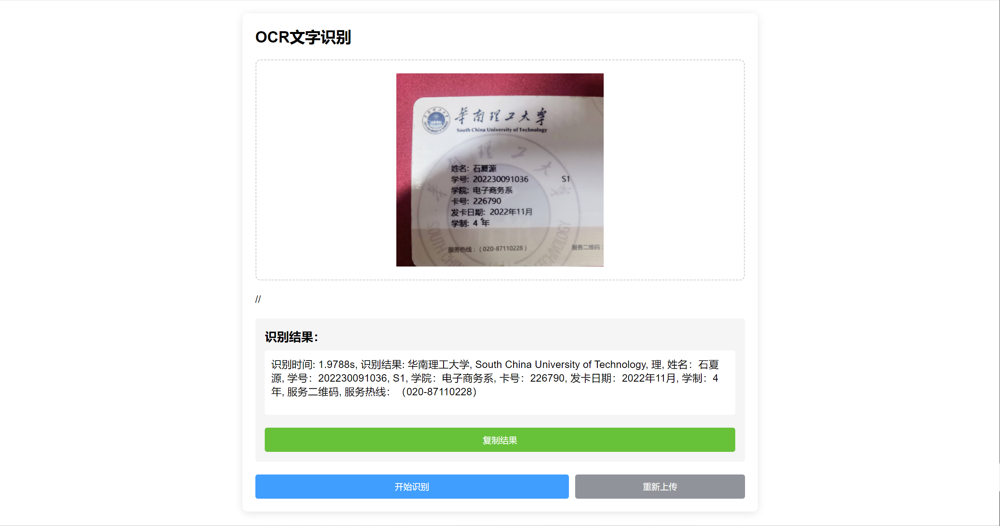 OCR文字识别
華南理工大學
South China University of Technology
理 工 大
姓名: 石夏源
学号: 202230091036 S1
学院: 电子商务系
卡号: 226790
发卡日期: 2022年11月
学制: 4 年
服务热线：（020-87110228）
服务二维码：
SOUTH CHIN
TECHNOLOGY
//
识别结果：
识别时间: 1.9788s, 识别结果: 华南理工大学, South China University of Technology, 理, 姓名：石夏
源, 学号：202230091036, S1, 学院：电子商务系, 卡号：226790, 发卡日期：2022年11月, 学制：4
年, 服务二维码, 服务热线：（020-87110228）
复制结果
开始识别
重新上传